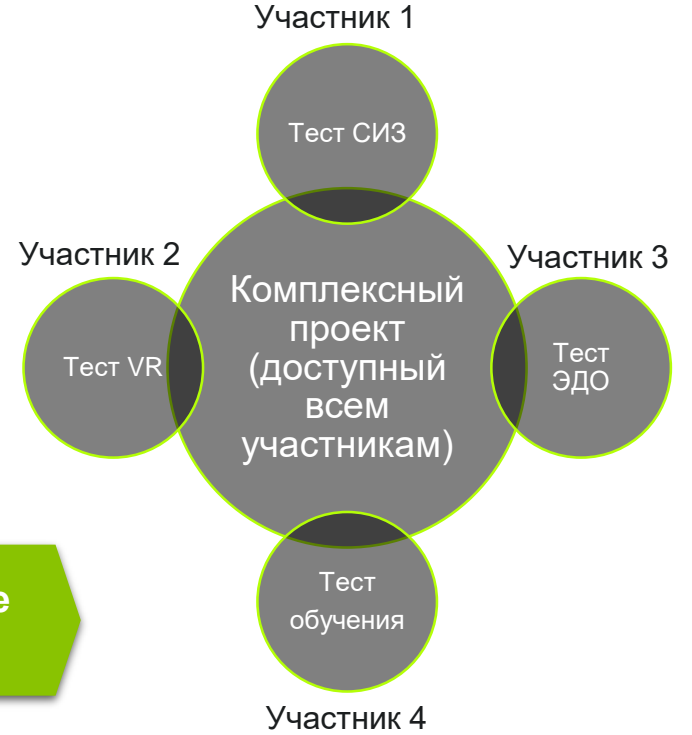 Участник 1
Тест СИЗ
Участник 2
Участник 3
Комплексный
проект
(доступный
всем
участникам)
Тест VR
Тест
ЭДО
Тест
обучения
Участник 4